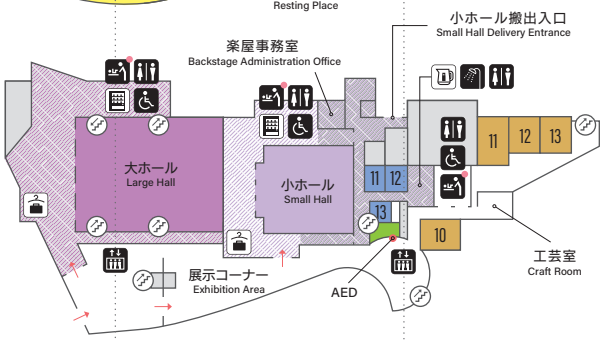 Resting Place
小ホール搬出入口
Small Hall Delivery Entrance
楽屋事務室
Backstage Administration Office
大ホール
Large Hall
小ホール
Small Hall
11
12
13
11
12
13
10
展示コーナー
Exhibition Area
AED
工芸室
Craft Room